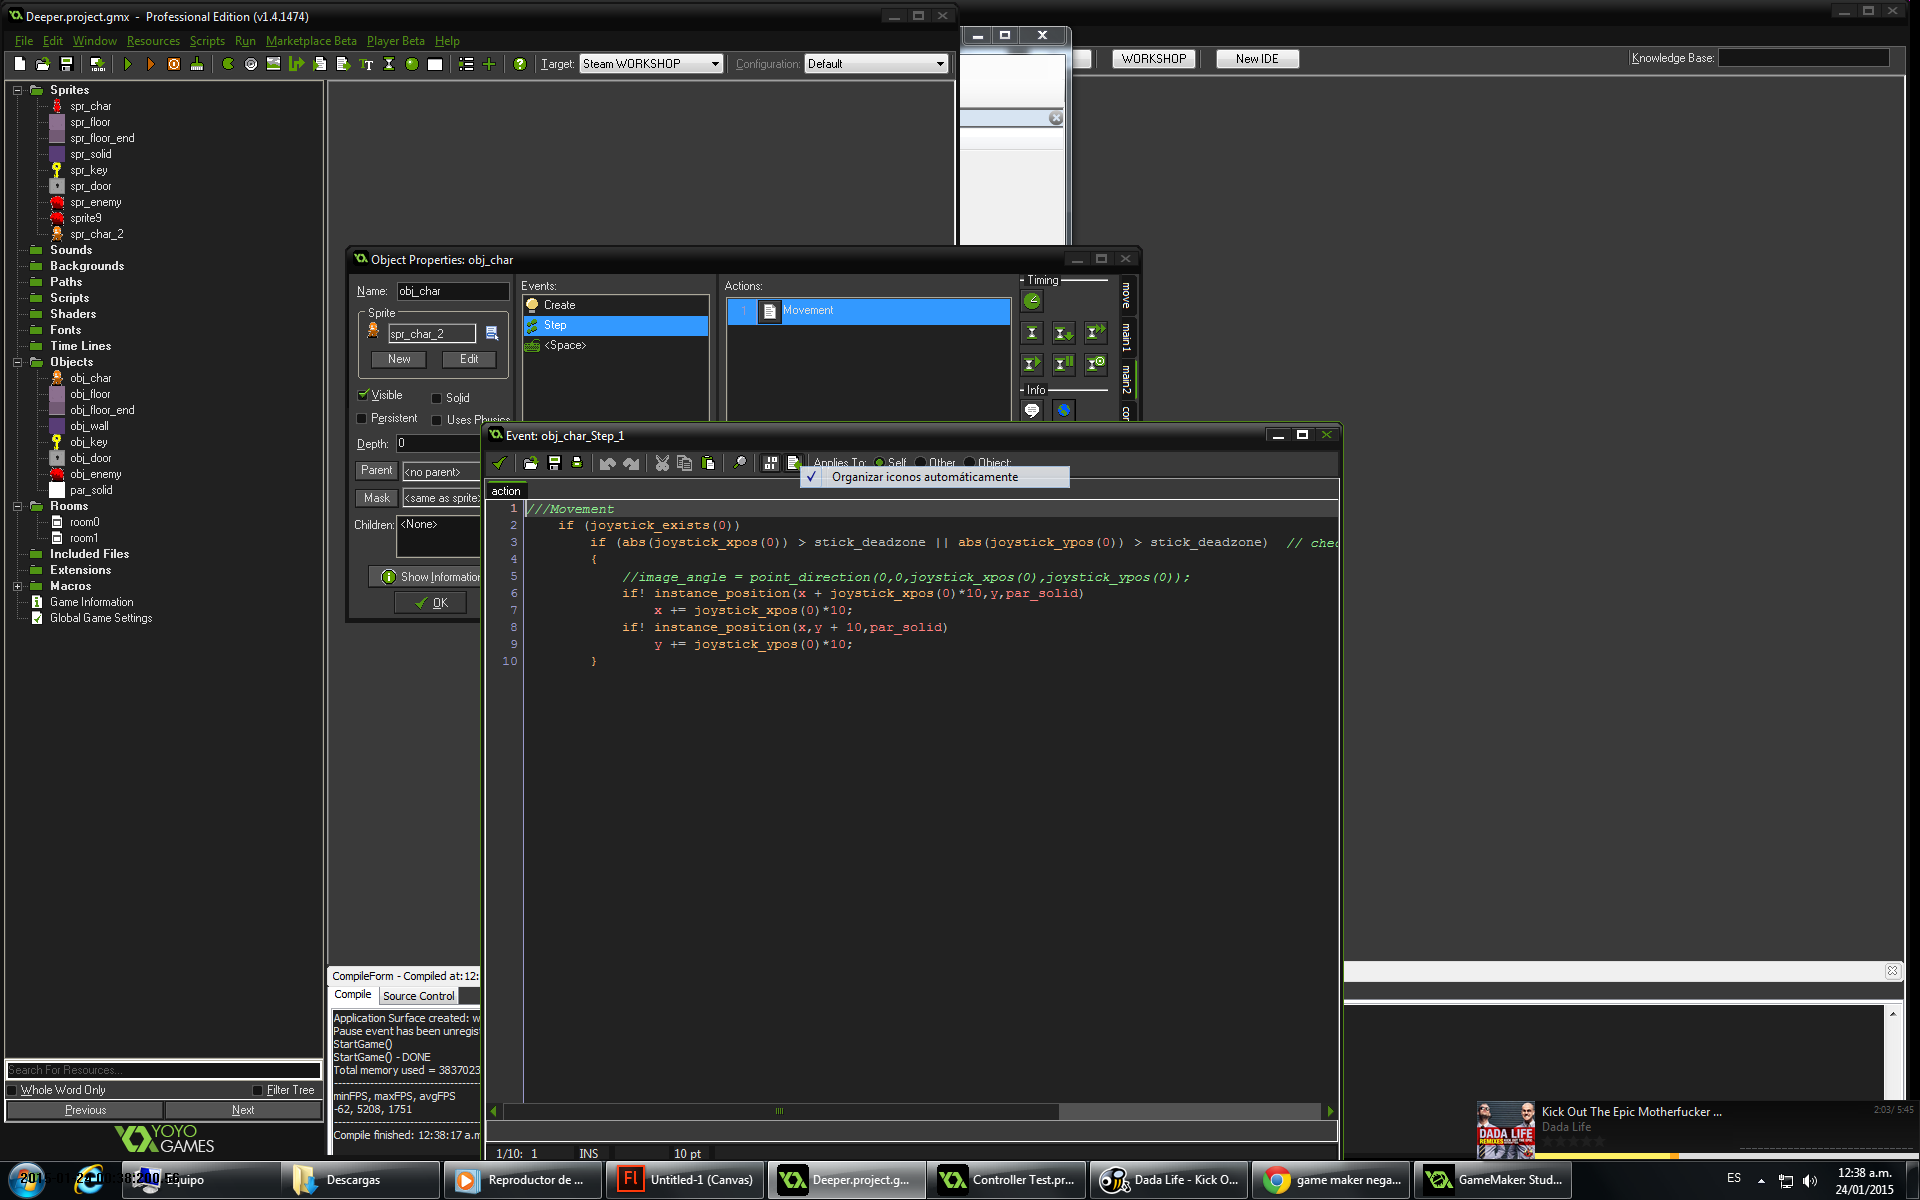 Deeper.project.gmx - Professional Edition (v1.4.1474)
File Edit Window Resources Scripts Run Marketplace Beta Player Beta Help
Target: Steam WORKSHOP Configuration: Default
WORKSHOP New IDE Knowledge Base:
Sprites
spr_char
spr_floor
spr_floor_end
spr_solid
spr_key
spr_door
spr_enemy
sprite9
spr_char_2
Sounds
Backgrounds
Paths
Scripts
Shaders
Fonts
Time Lines
Objects
obj_char
obj_floor
obj_floor_end
obj_wall
obj_key
obj_door
obj_enemy
par_solid
Rooms
room0
room1
Included Files
Extensions
Macros
Game Information
Global Game Settings
Search For Resources...
Whole Word Only Filter Tree
Previous Next
YOYO GAMES
Object Properties: obj_char
Name: obj_char
Sprite
spr_char_2
New Edit
Visible Solid
Persistent Uses Physics
Depth: 0
Parent <no parent>
Mask <same as sprite>
Children: <None>
Show Information
OK
Events:
Create
Step
<Space>
Actions:
1 Movement
Timing
Info
move
main1
main2
Event: obj_char_Step_1
Applies To: Self Other Object:
Organizar iconos automáticamente
action
1 ///Movement
2 if (joystick_exists(0))
3 if (abs(joystick_xpos(0)) > stick_deadzone || abs(joystick_ypos(0)) > stick_deadzone) // chec
4 {
5 //image_angle = point_direction(0,0,joystick_xpos(0),joystick_ypos(0));
6 if! instance_position(x + joystick_xpos(0)*10,y,par_solid)
7 x += joystick_xpos(0)*10;
8 if! instance_position(x,y + 10,par_solid)
9 y += joystick_ypos(0)*10;
10 }
1/10: 1 INS 10 pt
CompileForm - Compiled at: 12:
Compile Source Control
Application Surface created: w
Pause event has been unregist
StartGame()
StartGame() - DONE
Total memory used = 3837023
minFPS, maxFPS, avgFPS
-62, 5208, 1751
Compile finished: 12:38:17 a.m
Kick Out The Epic Motherfucker ... 2:03/ 5:45
Dada Life
DADA LIFE
Equipo
Descargas
Reproductor de ...
Untitled-1 (Canvas)
Deeper.project.g...
Controller Test.pr...
Dada Life - Kick O...
game maker nega...
GameMaker: Stud...
ES
12:38 a.m.
24/01/2015